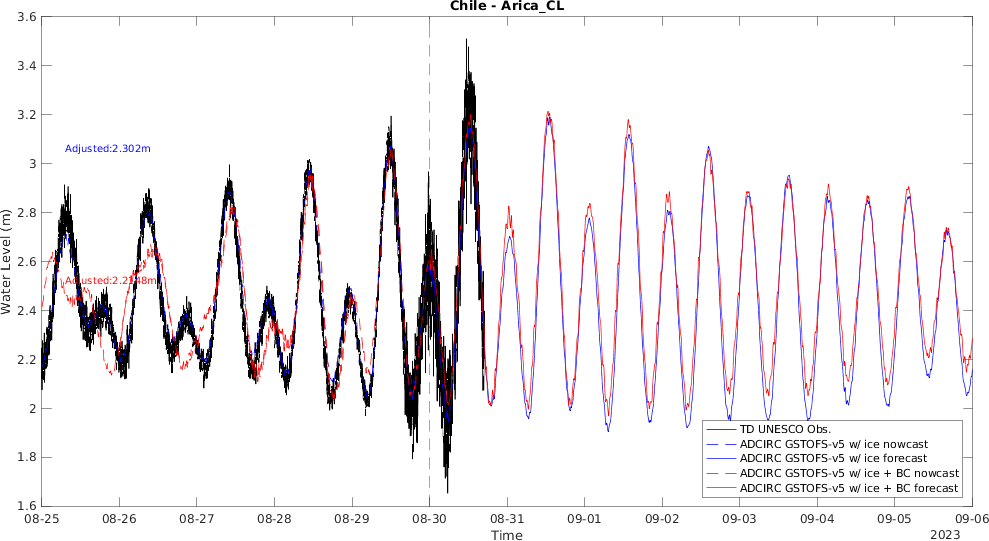 Chile - Arica_CL
3.6
3.4
3.2
3
2.8
2.6
2.4
2.2
2
1.8
1.6
Water Level (m)
Adjusted:2.302m
TD UNESCO Obs.
ADCIRC GSTOFS-v5 w/ ice nowcast
ADCIRC GSTOFS-v5 w/ ice forecast
ADCIRC GSTOFS-v5 w/ ice + BC nowcast
ADCIRC GSTOFS-v5 w/ ice + BC forecast
08-25 08-26 08-27 08-28 08-29 08-30 08-31 09-01 09-02 09-03 09-04 09-05 09-06
Time
2023